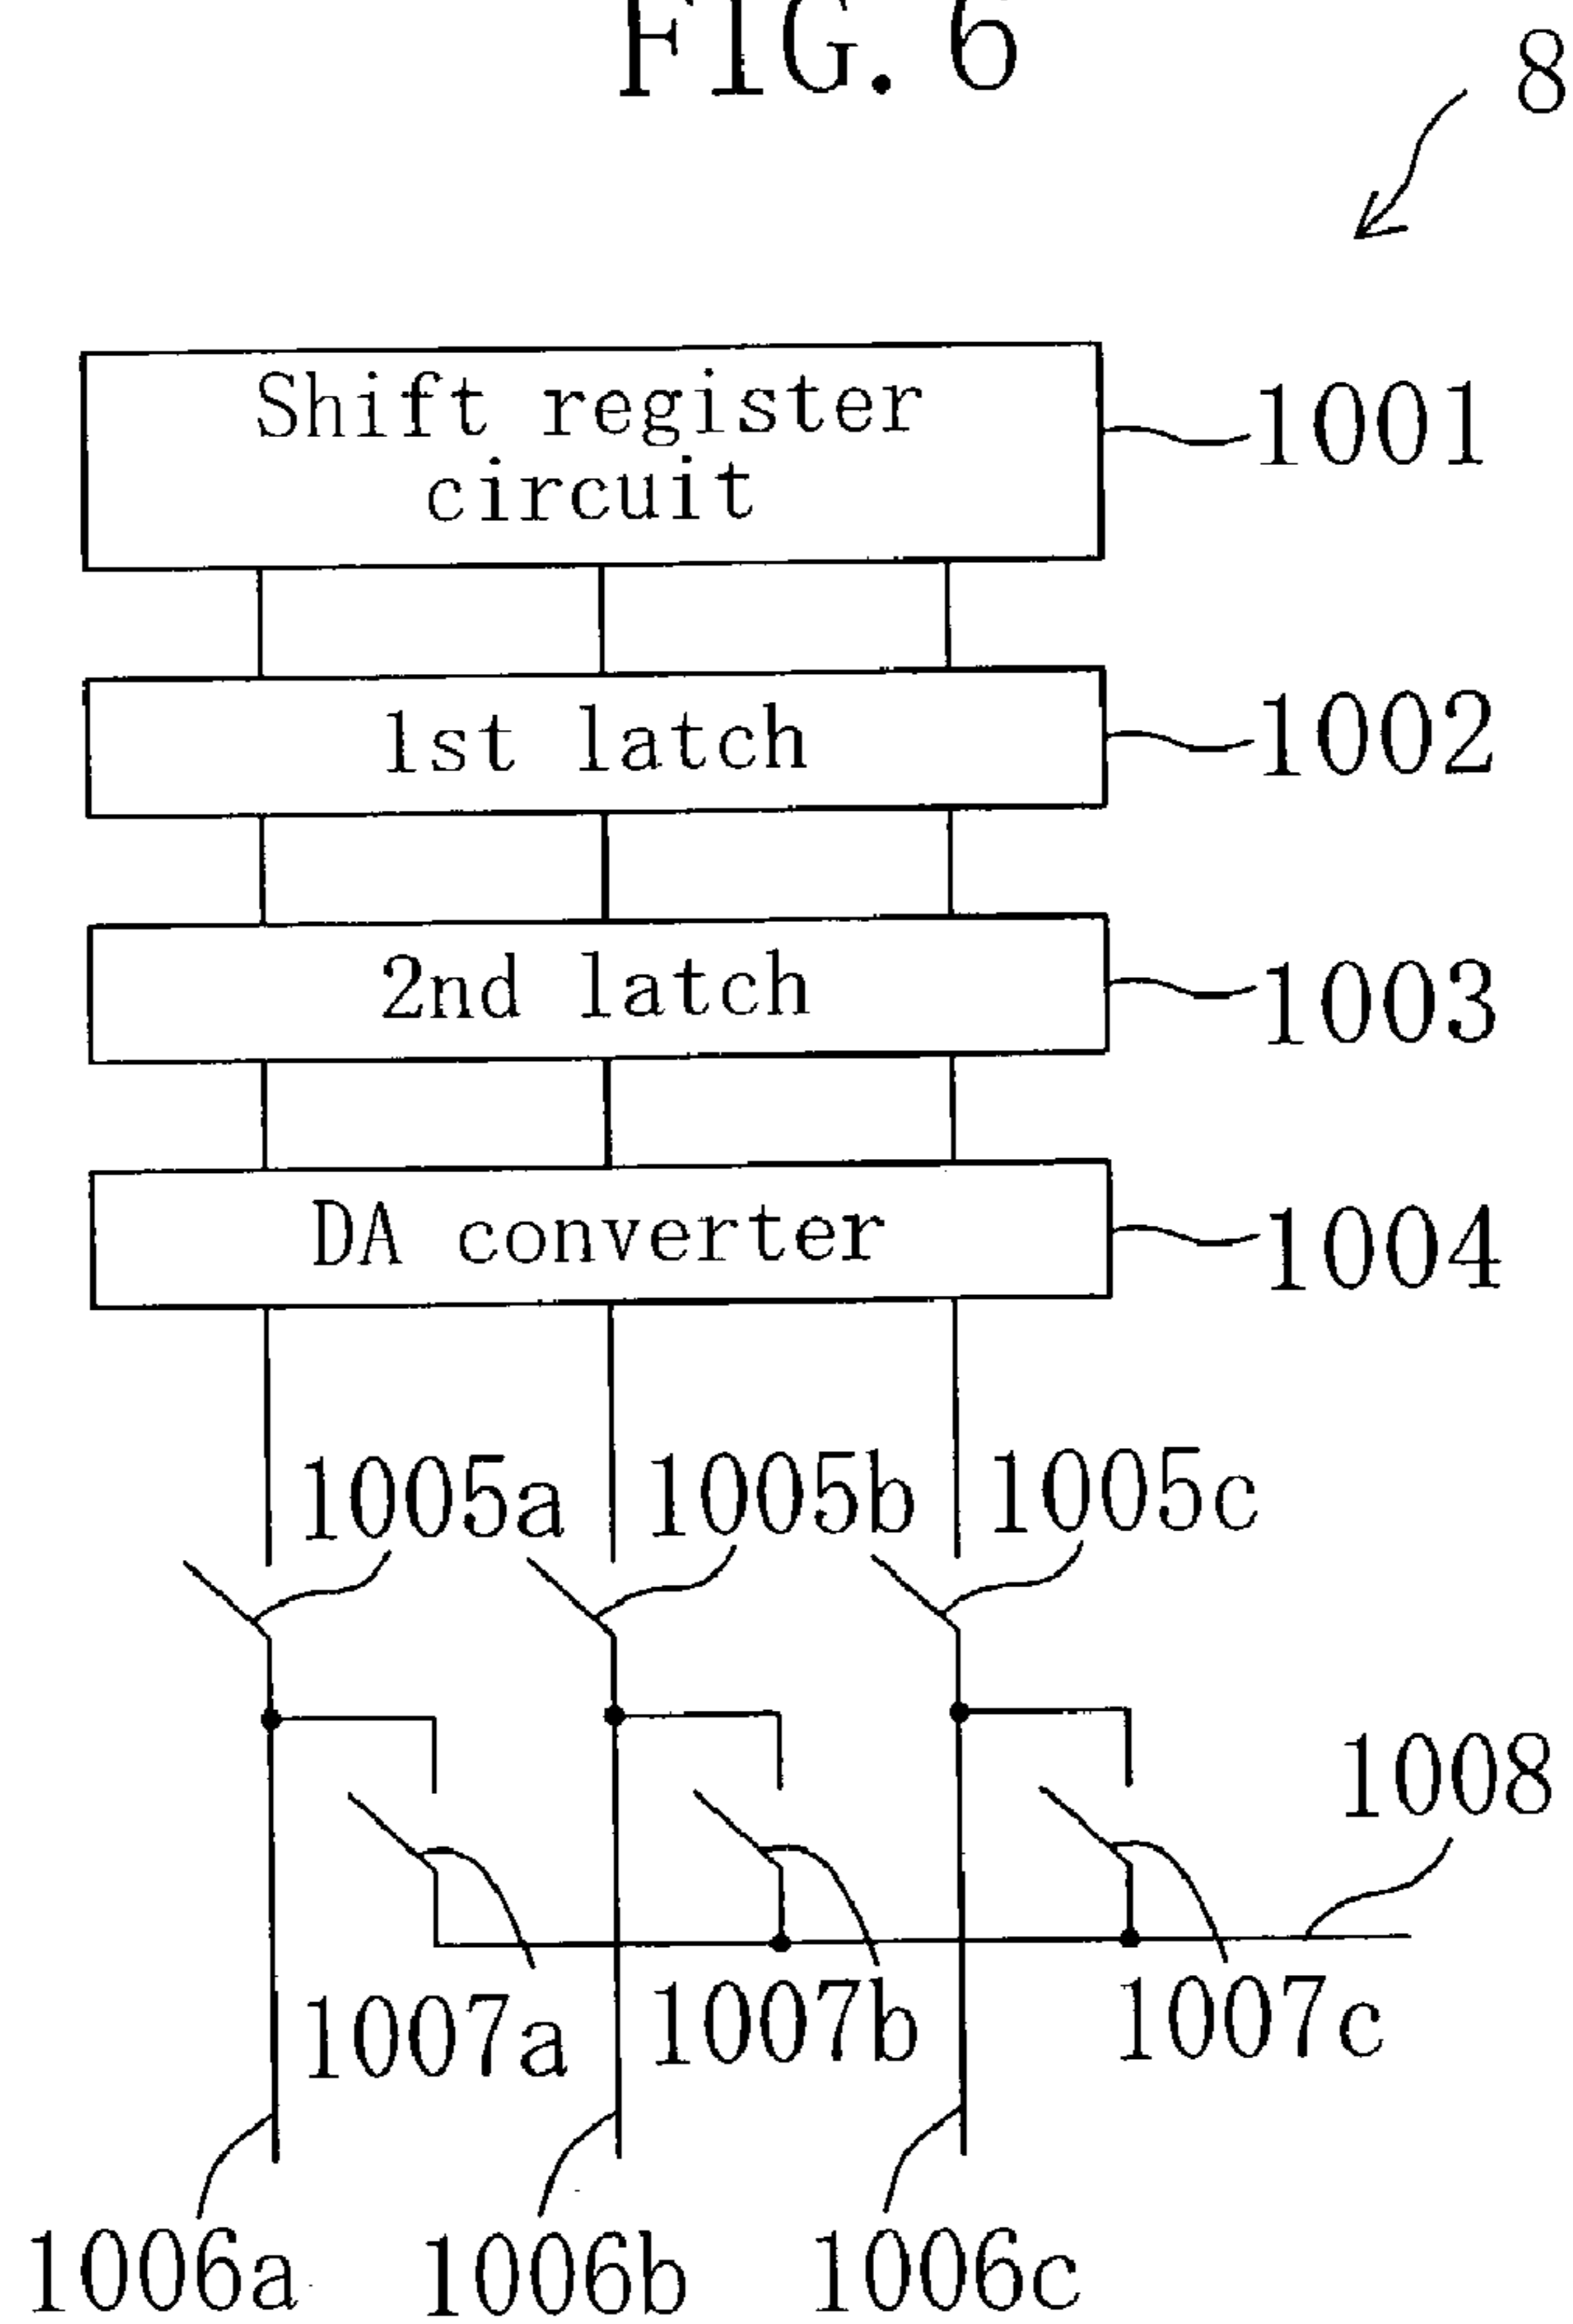 FIG. 6
8
Shift register
circuit
1001
1st latch
1002
2nd latch
1003
DA converter
1004
1005a
1005b
1005c
1008
1007a
1007b
1007c
1006a
1006b
1006c